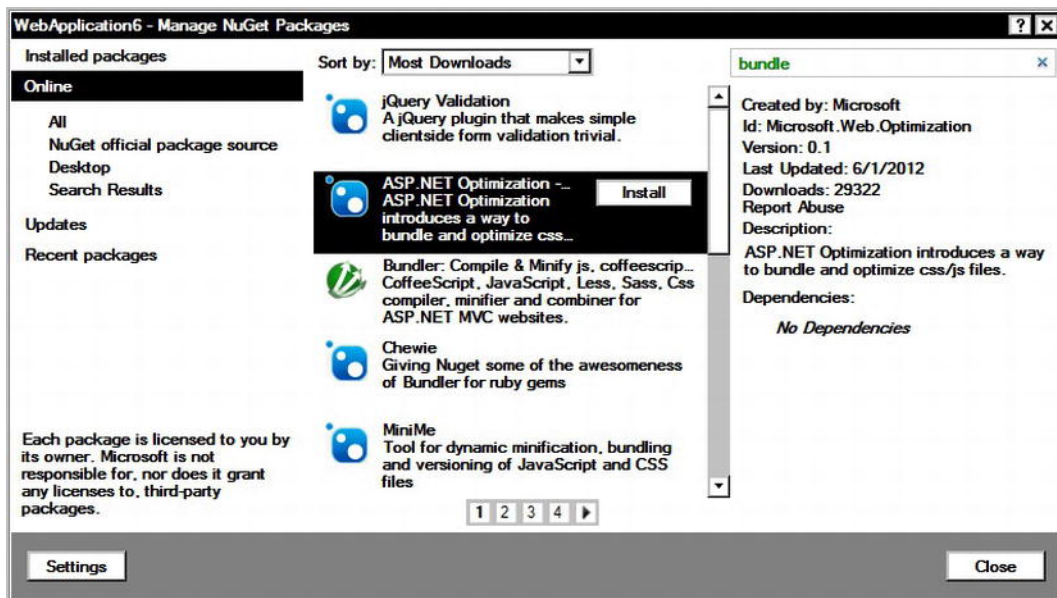 WebApplication6 - Manage NuGet Packages
Installed packages
Online
All
NuGet official package source
Desktop
Search Results
Updates
Recent packages
Each package is licensed to you by
its owner. Microsoft is not
responsible for, nor does it grant
any licenses to, third-party
packages.
Sort by: Most Downloads
jQuery Validation
A jQuery plugin that makes simple
clientside form validation trivial.
ASP.NET Optimization -...
ASP.NET Optimization
introduces a way to
bundle and optimize css...
Install
Bundler: Compile & Minify js, coffeescrip...
CoffeeScript, JavaScript, Less, Sass, Css
compiler, minifier and combiner for
ASP.NET MVC websites.
Chewie
Giving Nuget some of the awesomeness
of Bundler for ruby gems
MiniMe
Tool for dynamic minification, bundling
and versioning of JavaScript and CSS
files
1 2 3 4
bundle
Created by: Microsoft
Id: Microsoft.Web.Optimization
Version: 0.1
Last Updated: 6/1/2012
Downloads: 29322
Report Abuse
Description:
ASP.NET Optimization introduces a way
to bundle and optimize css/js files.
Dependencies:
No Dependencies
Settings
Close